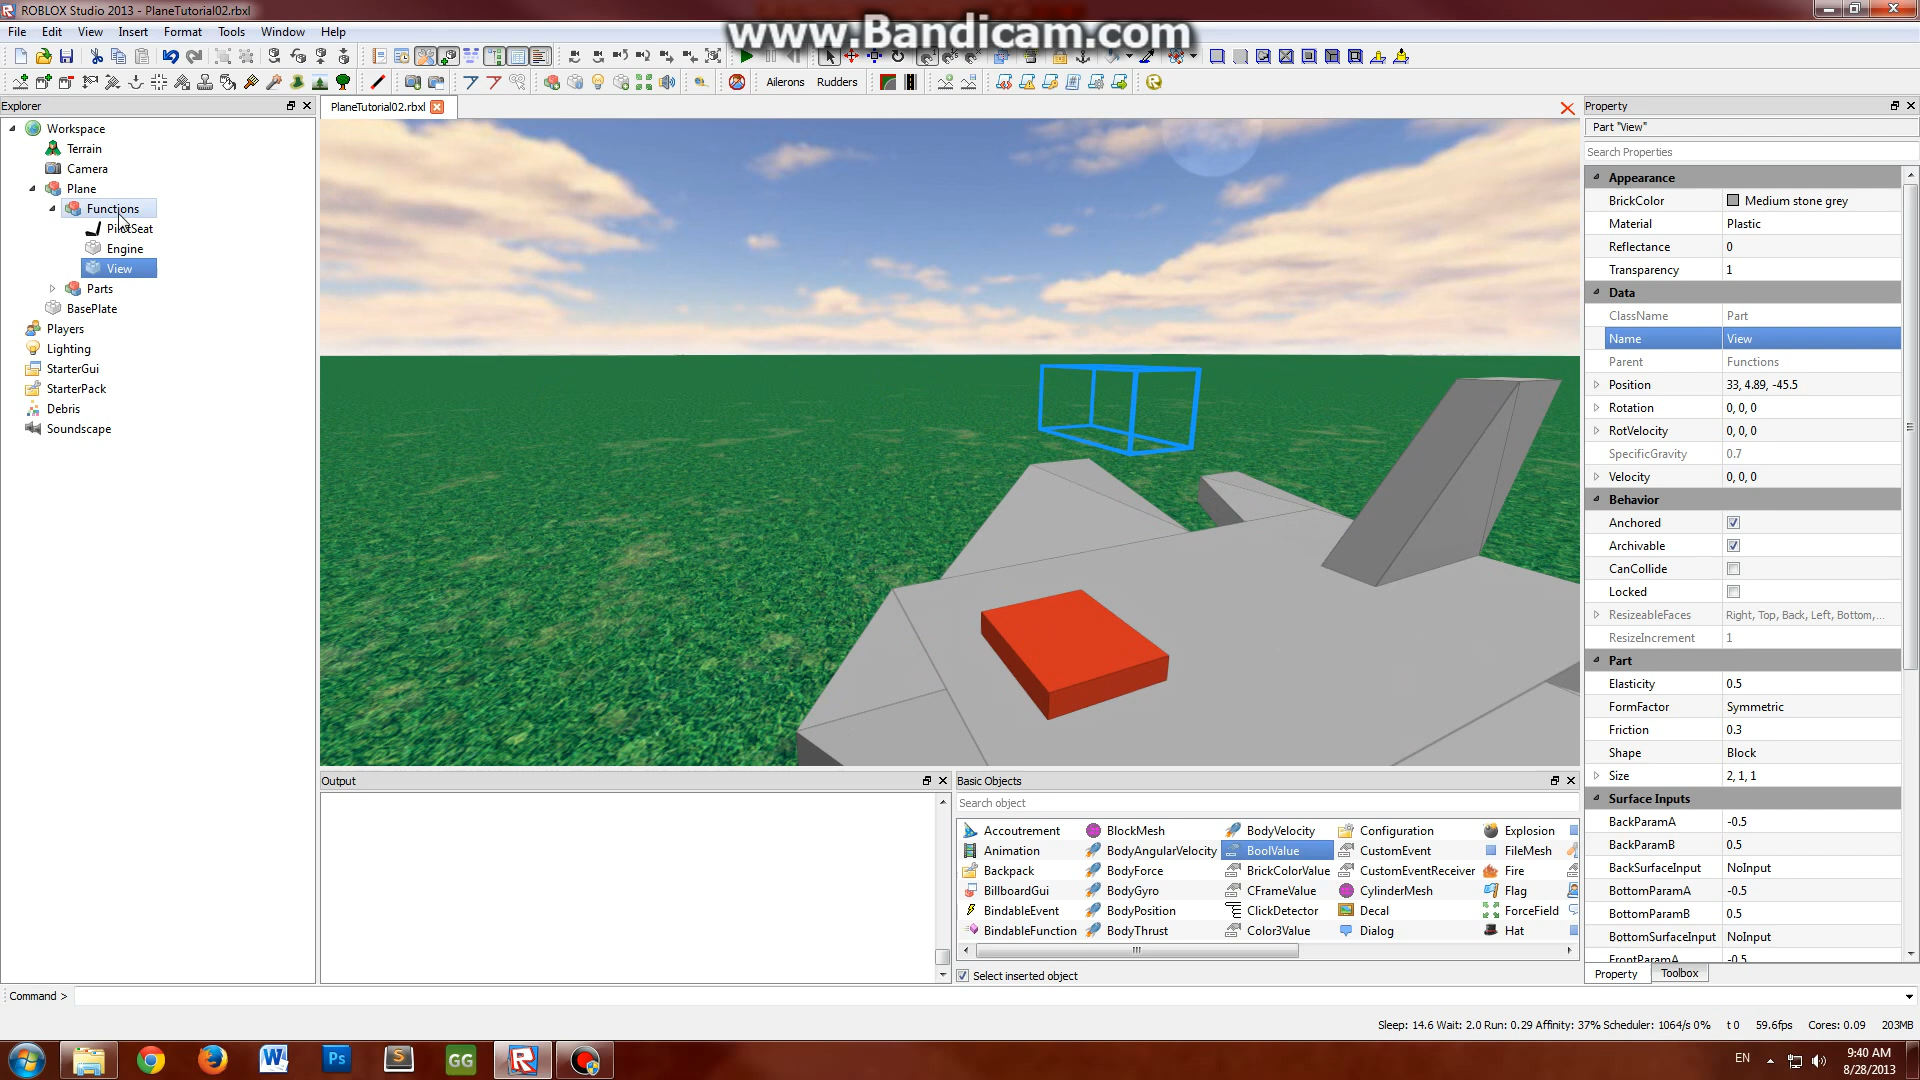 ROBLOX Studio 2013 - PlaneTutorial02.rbxl
www.Bandicam.com
File Edit View Insert Format Tools Window Help
Ailerons Rudders
Explorer
PlaneTutorial02.rbxl
Property
Workspace
Terrain
Camera
Plane
Functions
PilotSeat
Engine
View
Parts
BasePlate
Players
Lighting
StarterGui
StarterPack
Debris
Soundscape
Part "View"
Search Properties
Appearance
BrickColor Medium stone grey
Material Plastic
Reflectance 0
Transparency 1
Data
ClassName Part
Name View
Parent Functions
Position 33, 4.89, -45.5
Rotation 0, 0, 0
RotVelocity 0, 0, 0
SpecificGravity 0.7
Velocity 0, 0, 0
Behavior
Anchored
Archivable
CanCollide
Locked
ResizeableFaces Right, Top, Back, Left, Bottom,...
ResizeIncrement 1
Part
Elasticity 0.5
FormFactor Symmetric
Friction 0.3
Shape Block
Size 2, 1, 1
Surface Inputs
BackParamA -0.5
BackParamB 0.5
BackSurfaceInput NoInput
BottomParamA -0.5
BottomParamB 0.5
BottomSurfaceInput NoInput
FrontParamA -0.5
Property Toolbox
Output
Basic Objects
Search object
Accoutrement BlockMesh BodyVelocity Configuration Explosion
Animation BodyAngularVelocity BoolValue CustomEvent FileMesh
Backpack BodyForce BrickColorValue CustomEventReceiver Fire
BillboardGui BodyGyro CFrameValue CylinderMesh Flag
BindableEvent BodyPosition ClickDetector Decal ForceField
BindableFunction BodyThrust Color3Value Dialog Hat
Select inserted object
Command >
Sleep: 14.6 Wait: 2.0 Run: 0.29 Affinity: 37% Scheduler: 1064/s 0% t 0 59.6fps Cores: 0.09 203MB
W Ps S GG
EN
9:40 AM
8/28/2013